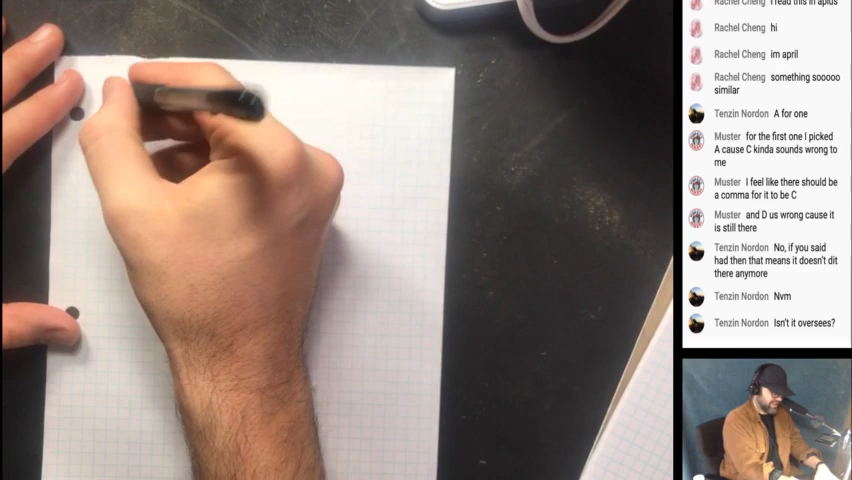 Rachel Cheng I read this in aplus
Rachel Cheng hi
Rachel Cheng im april
Rachel Cheng something sooooo
similar
Tenzin Nordon A for one
Muster for the first one I picked
A cause C kinda sounds wrong to
me
Muster I feel like there should be
a comma for it to be C
Muster and D us wrong cause it
is still there
Tenzin Nordon No, if you said
had then that means it doesn't dit
there anymore
Tenzin Nordon Nvm
Tenzin Nordon Isn't it oversees?